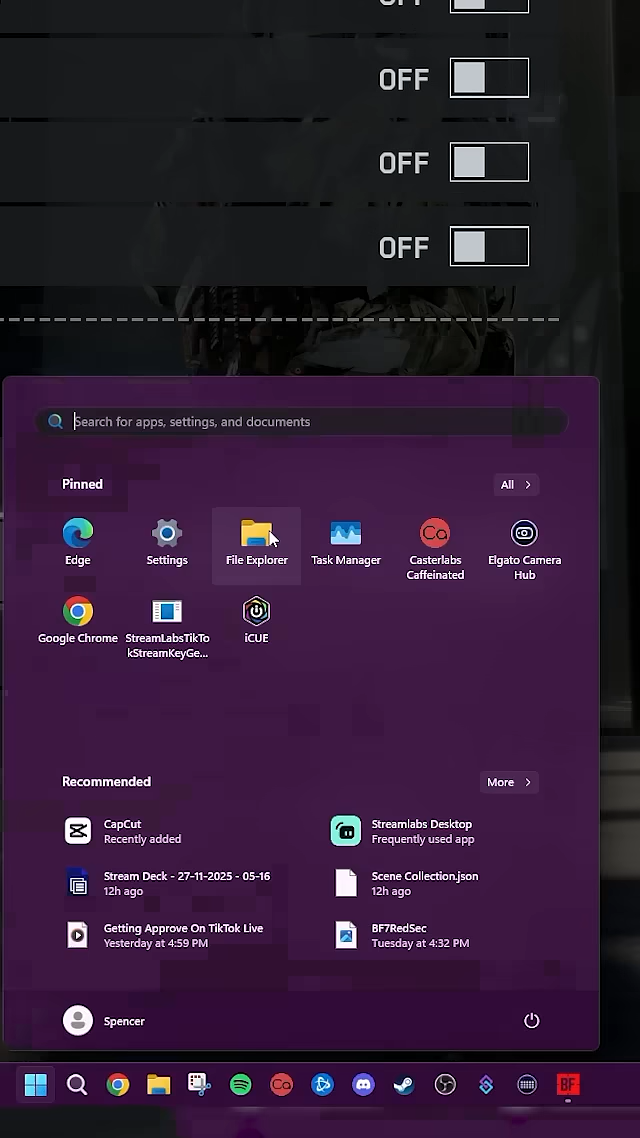 OFF
OFF
OFF
OFF
Search for apps, settings, and documents
Pinned
All
Edge
Settings
File Explorer
Task Manager
Casterlabs
Caffeinated
Elgato Camera
Hub
Google Chrome
StreamLabsTikTo
kStreamKeyGe...
iCUE
Recommended
More
CapCut
Recently added
Streamlabs Desktop
Frequently used app
Stream Deck - 27-11-2025 - 05-16
12h ago
Scene Collection.json
12h ago
Getting Approve On TikTok Live
Yesterday at 4:59 PM
BF7RedSec
Tuesday at 4:32 PM
Spencer
BF